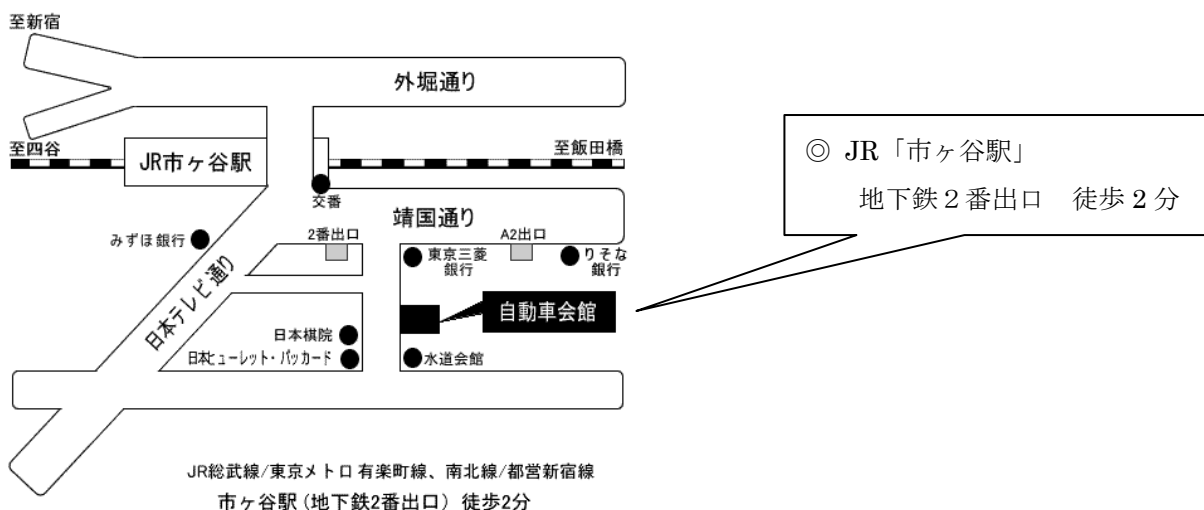 至新宿
外堀通り
至四谷
JR市ヶ谷駅
至飯田橋
◎ JR「市ヶ谷駅」
地下鉄２番出口　徒歩 2 分
交番
靖国通り
みずほ銀行
2番出口
A2出口
東京三菱
銀行
りそな
銀行
日本テレビ通り
自動車会館
日本棋院
日本ヒューレット・パッカード
水道会館
JR総武線/東京メトロ 有楽町線、南北線/都営新宿線
市ヶ谷駅（地下鉄2番出口）徒歩2分